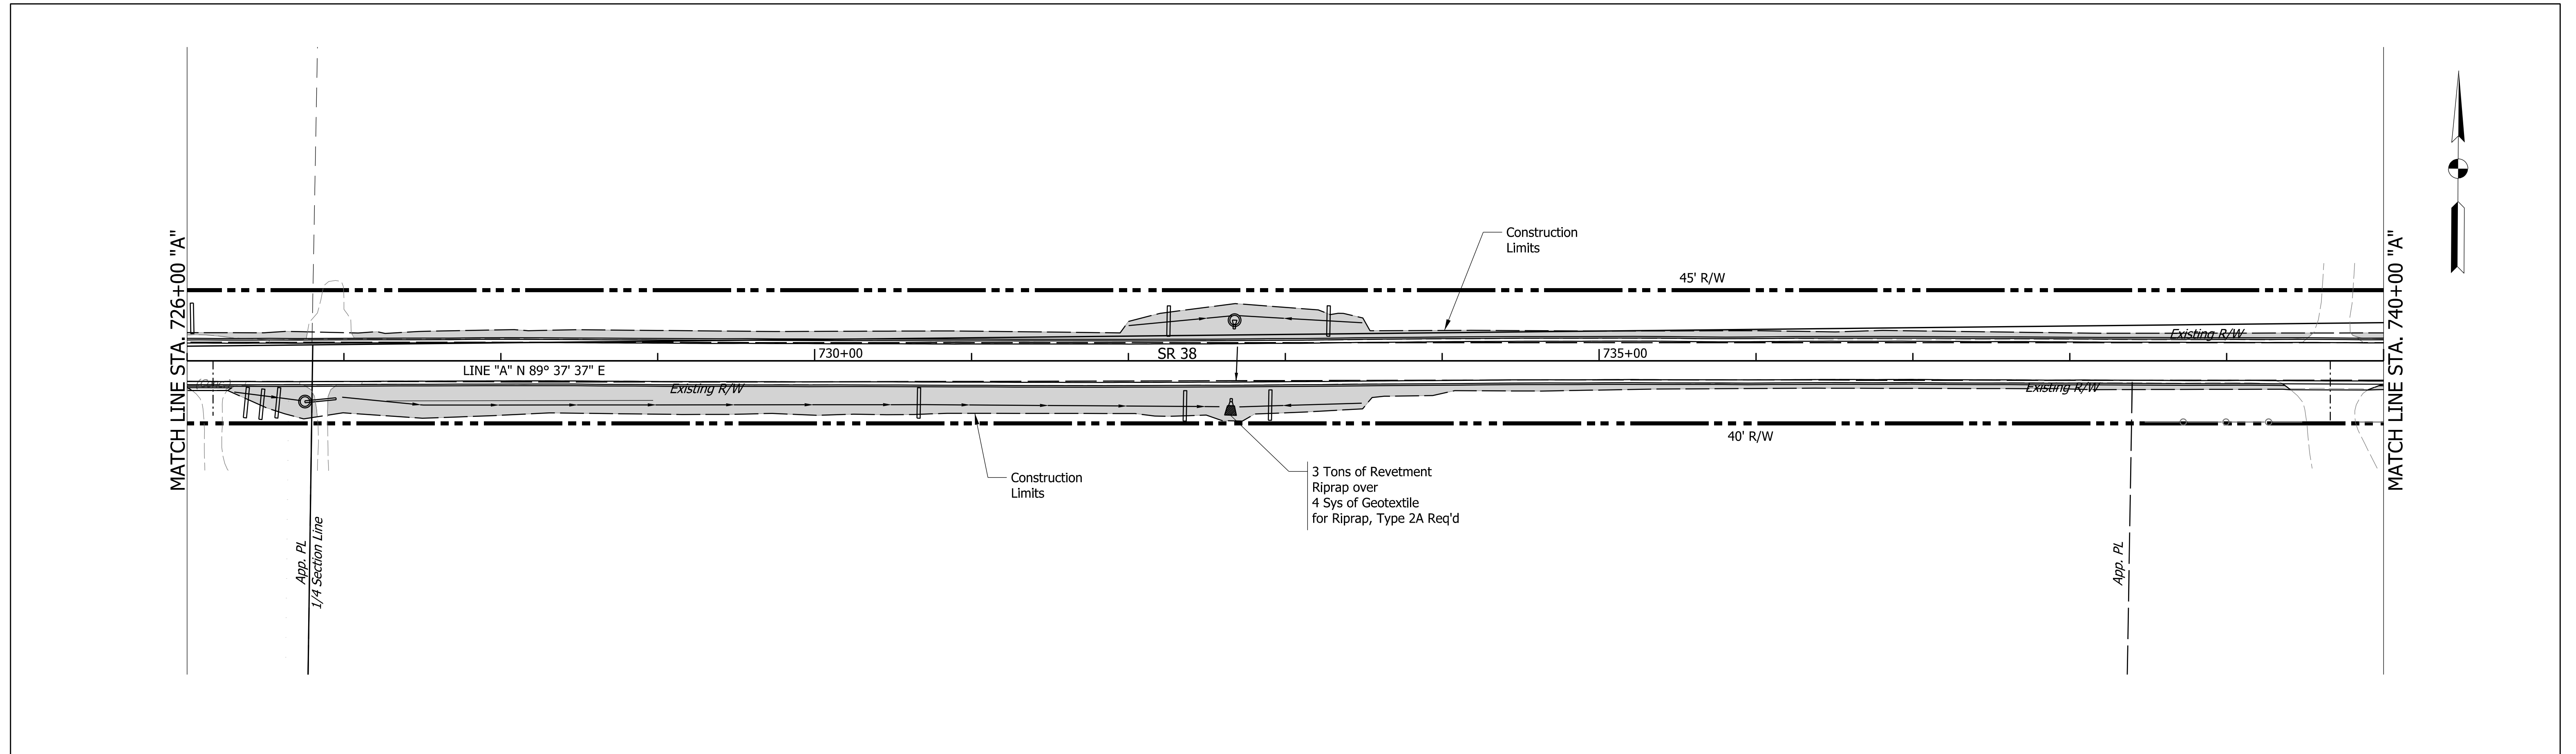 MATCH LINE STA. 726+00 "A"
MATCH LINE STA. 740+00 "A"
Construction
Limits
45' R/W
Existing R/W
730+00
SR 38
735+00
LINE "A" N 89° 37' 37" E
(Conc.)
Existing R/W
Existing R/W
40' R/W
Construction
Limits
3 Tons of Revetment
Riprap over
4 Sys of Geotextile
for Riprap, Type 2A Req'd
App. PL
1/4 Section Line
App. PL